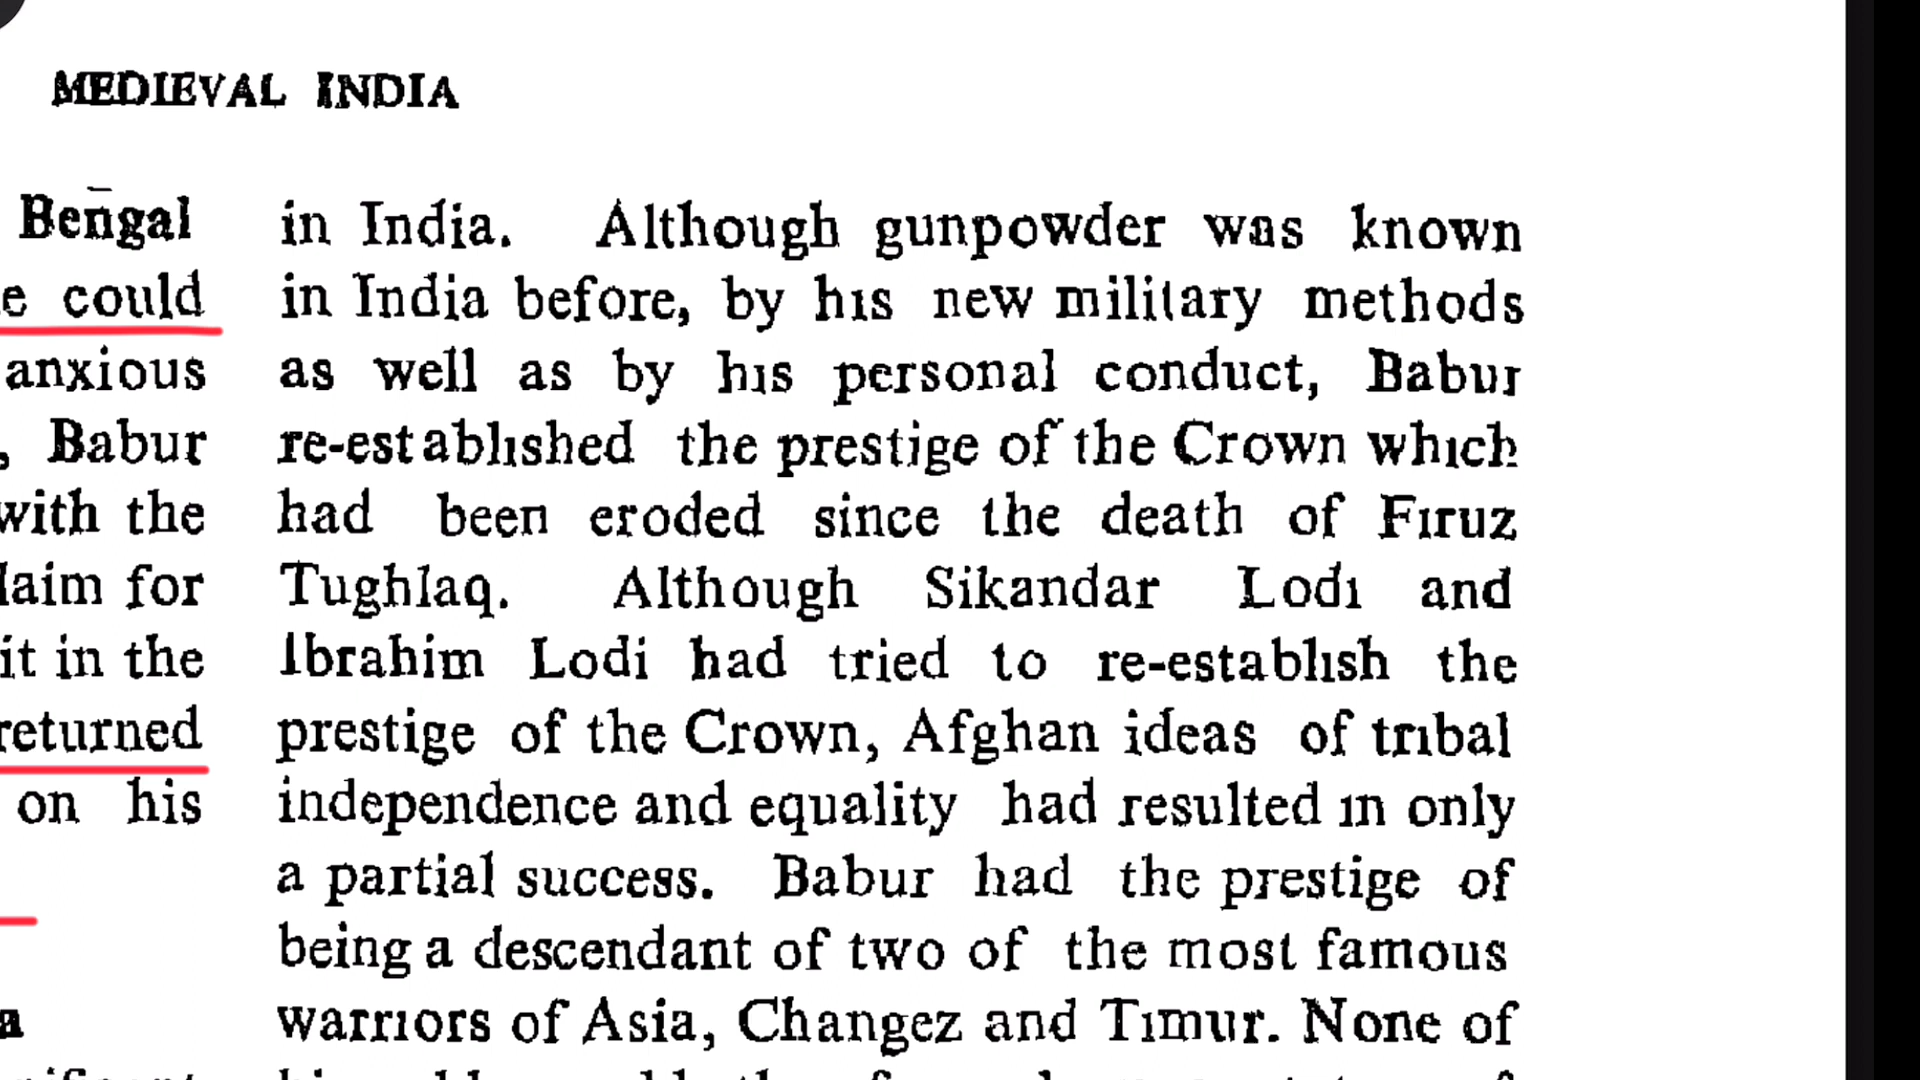 MEDIEVAL INDIA
Bengal
e could
anxious
, Babur
with the
laim for
it in the
returned
on his
in India. Although gunpowder was known
in India before, by his new military methods
as well as by his personal conduct, Babur
re-established the prestige of the Crown which
had been eroded since the death of Firuz
Tughlaq. Although Sikandar Lodi and
Ibrahim Lodi had tried to re-establish the
prestige of the Crown, Afghan ideas of tribal
independence and equality had resulted in only
a partial success. Babur had the prestige of
being a descendant of two of the most famous
warriors of Asia, Changez and Timur. None of